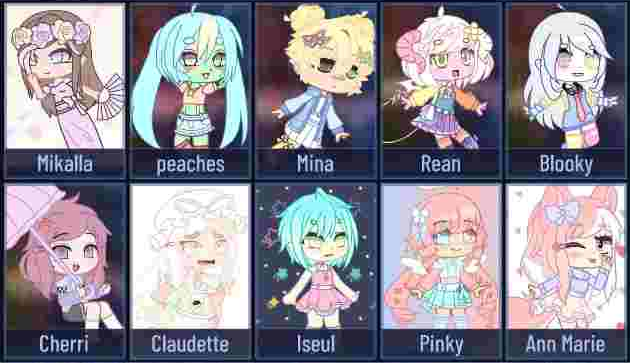 Mikalla
peaches
Mina
Rean
Blooky
Cherri
Claudette
Iseul
Pinky
Ann Marie